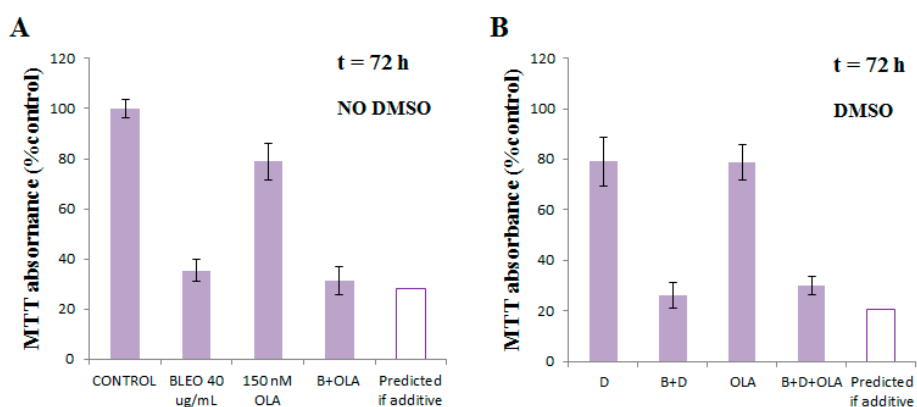 A
t = 72 h
NO DMSO
MTT absornance (%control)
120
100
80
60
40
20
0
CONTROL
BLEO 40
ug/mL
150 nM
OLA
B+OLA
Predicted
if additive
B
t = 72 h
DMSO
MTT absorbance (%control)
120
100
80
60
40
20
0
D
B+D
OLA
B+D+OLA
Predicted
if additive